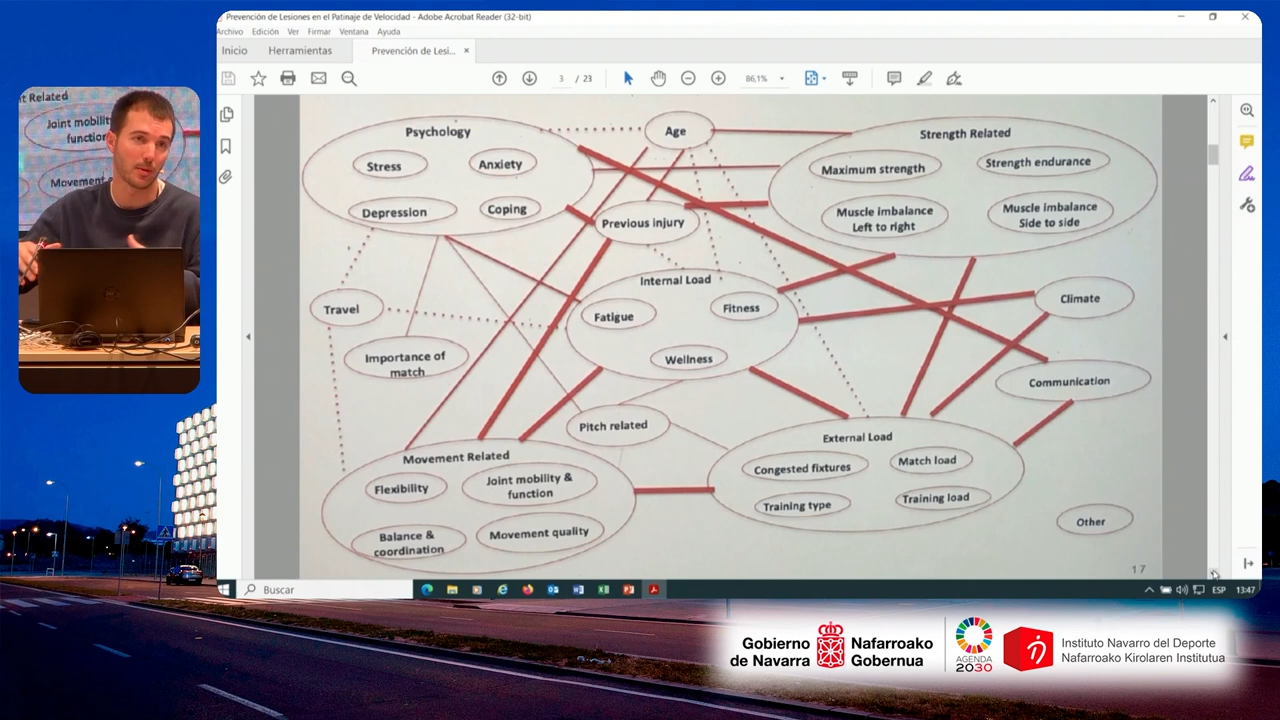 Prevención de Lesiones en el Patinaje de Velocidad - Adobe Acrobat Reader (32-bit)
Archivo Edición Ver Firmar Ventana Ayuda
Inicio Herramientas Prevención de Lesi... ×
3 / 23 86,1%
t Related
Joint mobility
function
Movement
Psychology
Stress
Anxiety
Depression
Coping
Age
Previous injury
Strength Related
Maximum strength
Strength endurance
Muscle imbalance
Left to right
Muscle imbalance
Side to side
Internal Load
Fatigue
Fitness
Wellness
Travel
Importance of
match
Climate
Communication
Pitch related
Movement Related
Flexibility
Joint mobility &
function
Balance &
coordination
Movement quality
External Load
Congested fixtures
Match load
Training type
Training load
Other
17
Buscar
ESP 13:47
Gobierno
de Navarra
Nafarroako
Gobernua
AGENDA
2030
Instituto Navarro del Deporte
Nafarroako Kirolaren Institutua